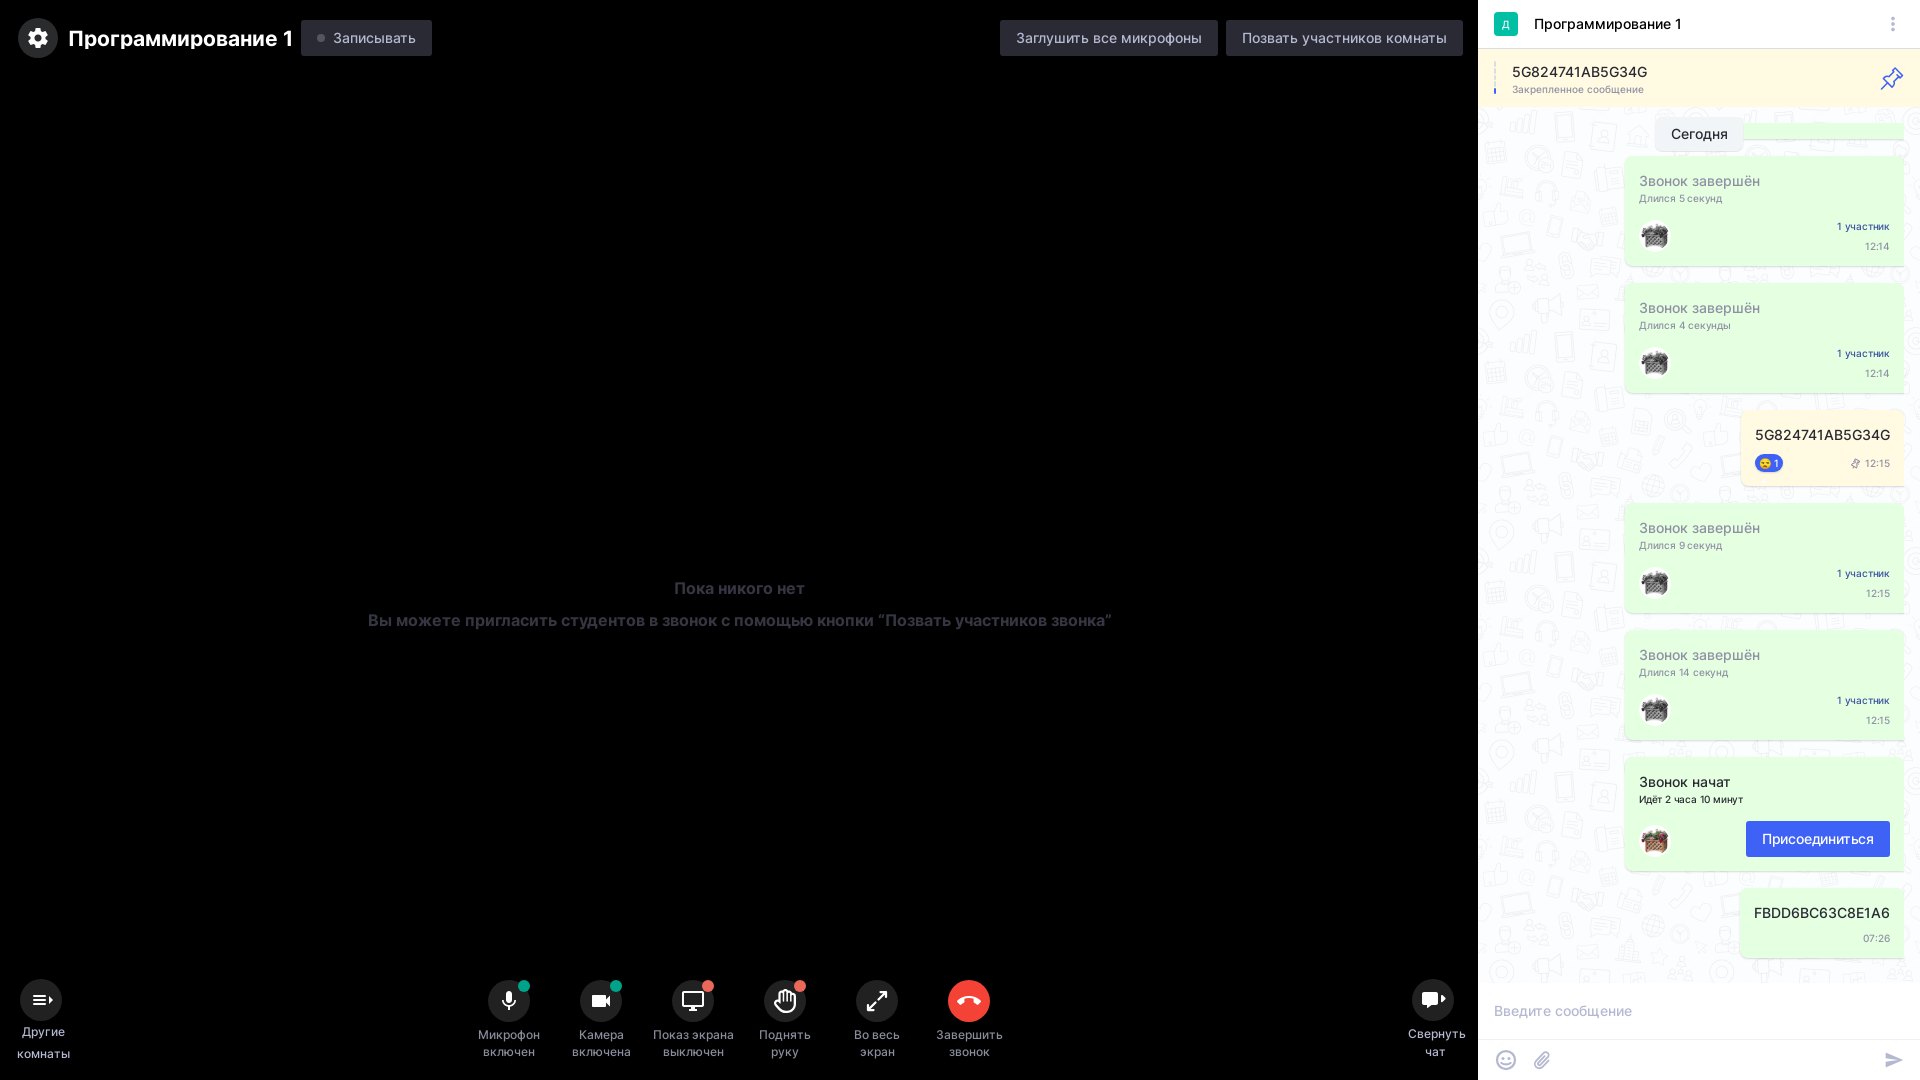 Программирование 1
Записывать
Заглушить все микрофоны
Позвать участников комнаты
Пока никого нет
Вы можете пригласить студентов в звонок с помощью кнопки “Позвать участников звонка”
Другие
комнаты
Микрофон
включен
Камера
включена
Показ экрана
выключен
Поднять
руку
Во весь
экран
Завершить
звонок
Свернуть
чат
Д
Программирование 1
5G824741AB5G34G
Закрепленное сообщение
Сегодня
Звонок завершён
Длился 5 секунд
1 участник
12:14
Звонок завершён
Длился 4 секунды
1 участник
12:14
5G824741AB5G34G
1
12:15
Звонок завершён
Длился 9 секунд
1 участник
12:15
Звонок завершён
Длился 14 секунд
1 участник
12:15
Звонок начат
Идёт 2 часа 10 минут
Присоединиться
FBDD6BC63C8E1A6
07:26
Введите сообщение